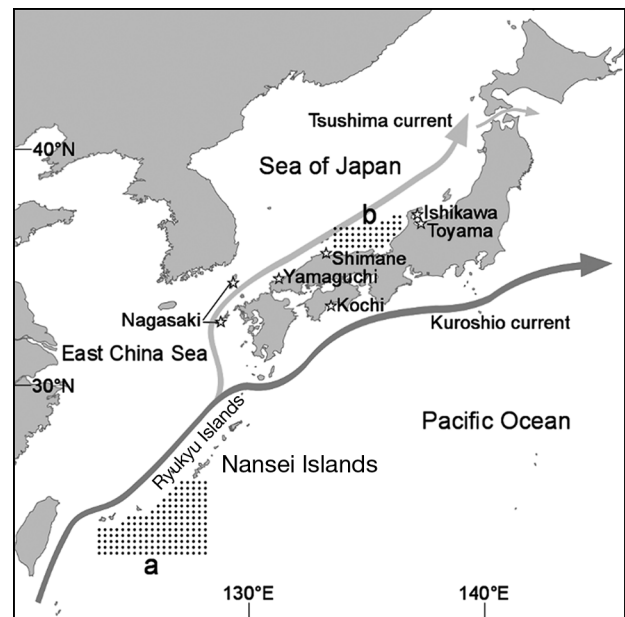 Tsushima current
40°N
Sea of Japan
b
Ishikawa
Toyama
Shimane
Yamaguchi
Kochi
Nagasaki
Kuroshio current
East China Sea
30°N
Ryukyu Islands
Pacific Ocean
Nansei Islands
a
130°E
140°E